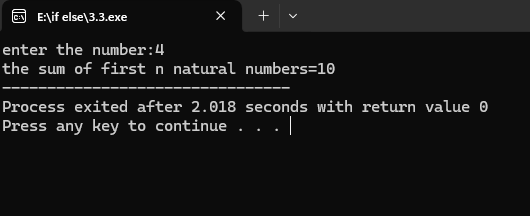 E:\if else\3.3.exe
enter the number:4
the sum of first n natural numbers=10
--------------------------------
Process exited after 2.018 seconds with return value 0
Press any key to continue . . .